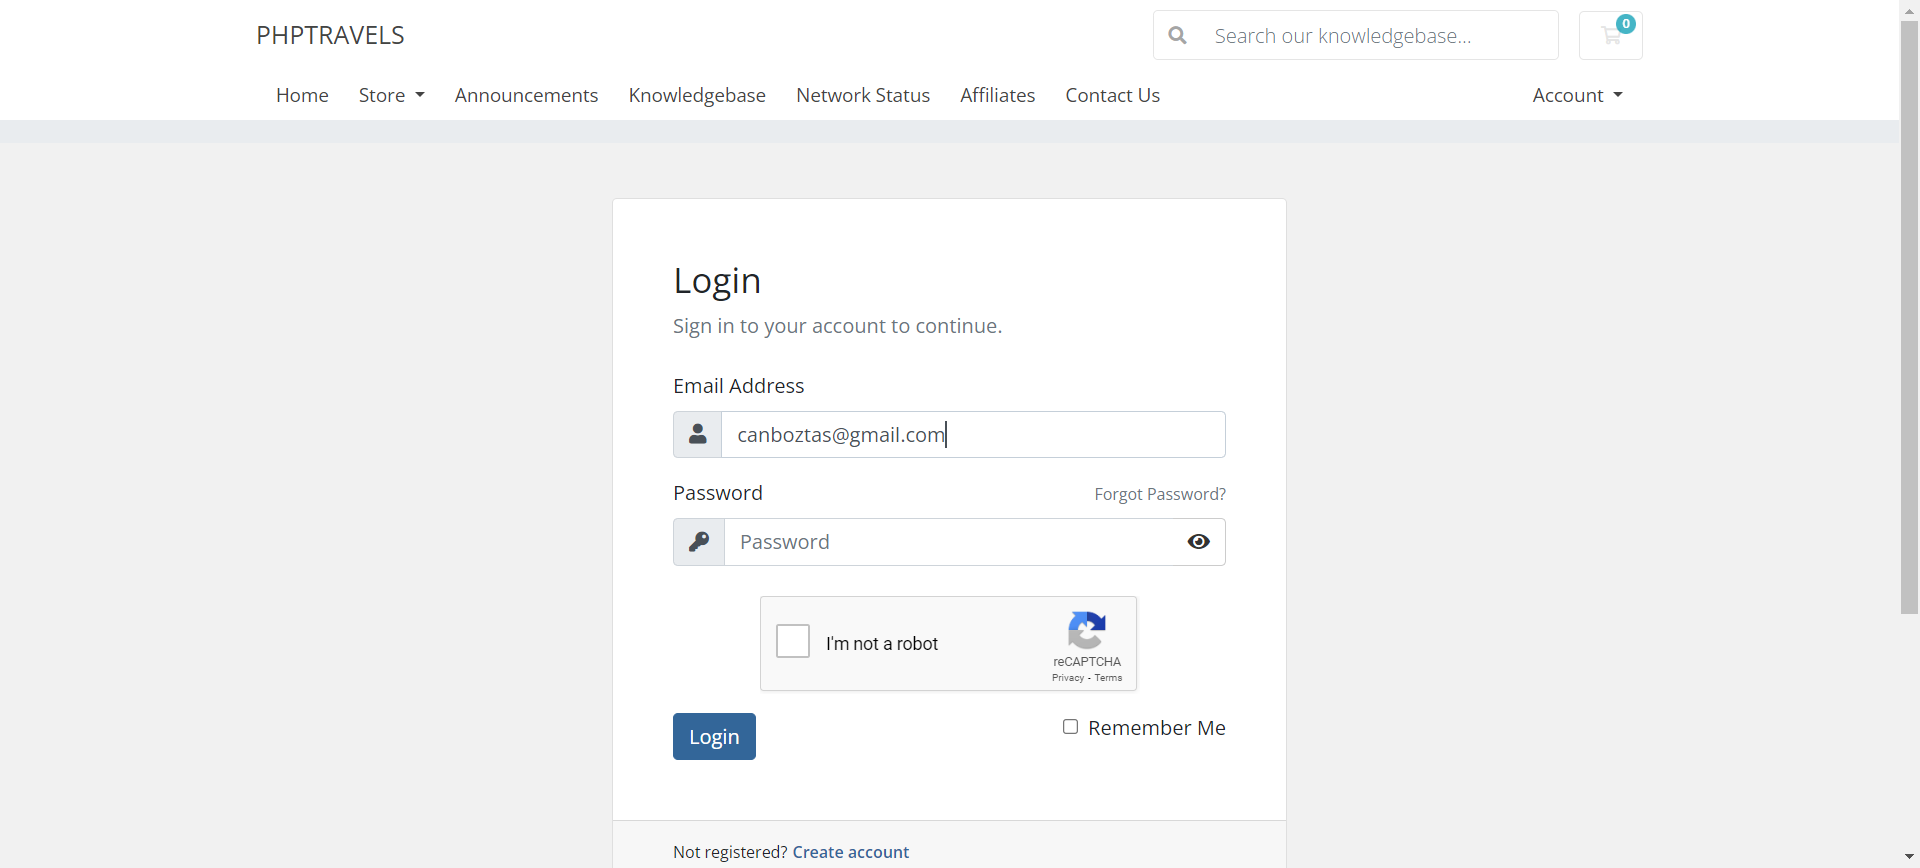 PHPTRAVELS
Search our knowledgebase...
0
Home Store Announcements Knowledgebase Network Status Affiliates Contact Us Account
Login
Sign in to your account to continue.
Email Address
canboztas@gmail.com
Password Forgot Password?
Password
I'm not a robot
reCAPTCHA
Privacy - Terms
Login Remember Me
Not registered? Create account